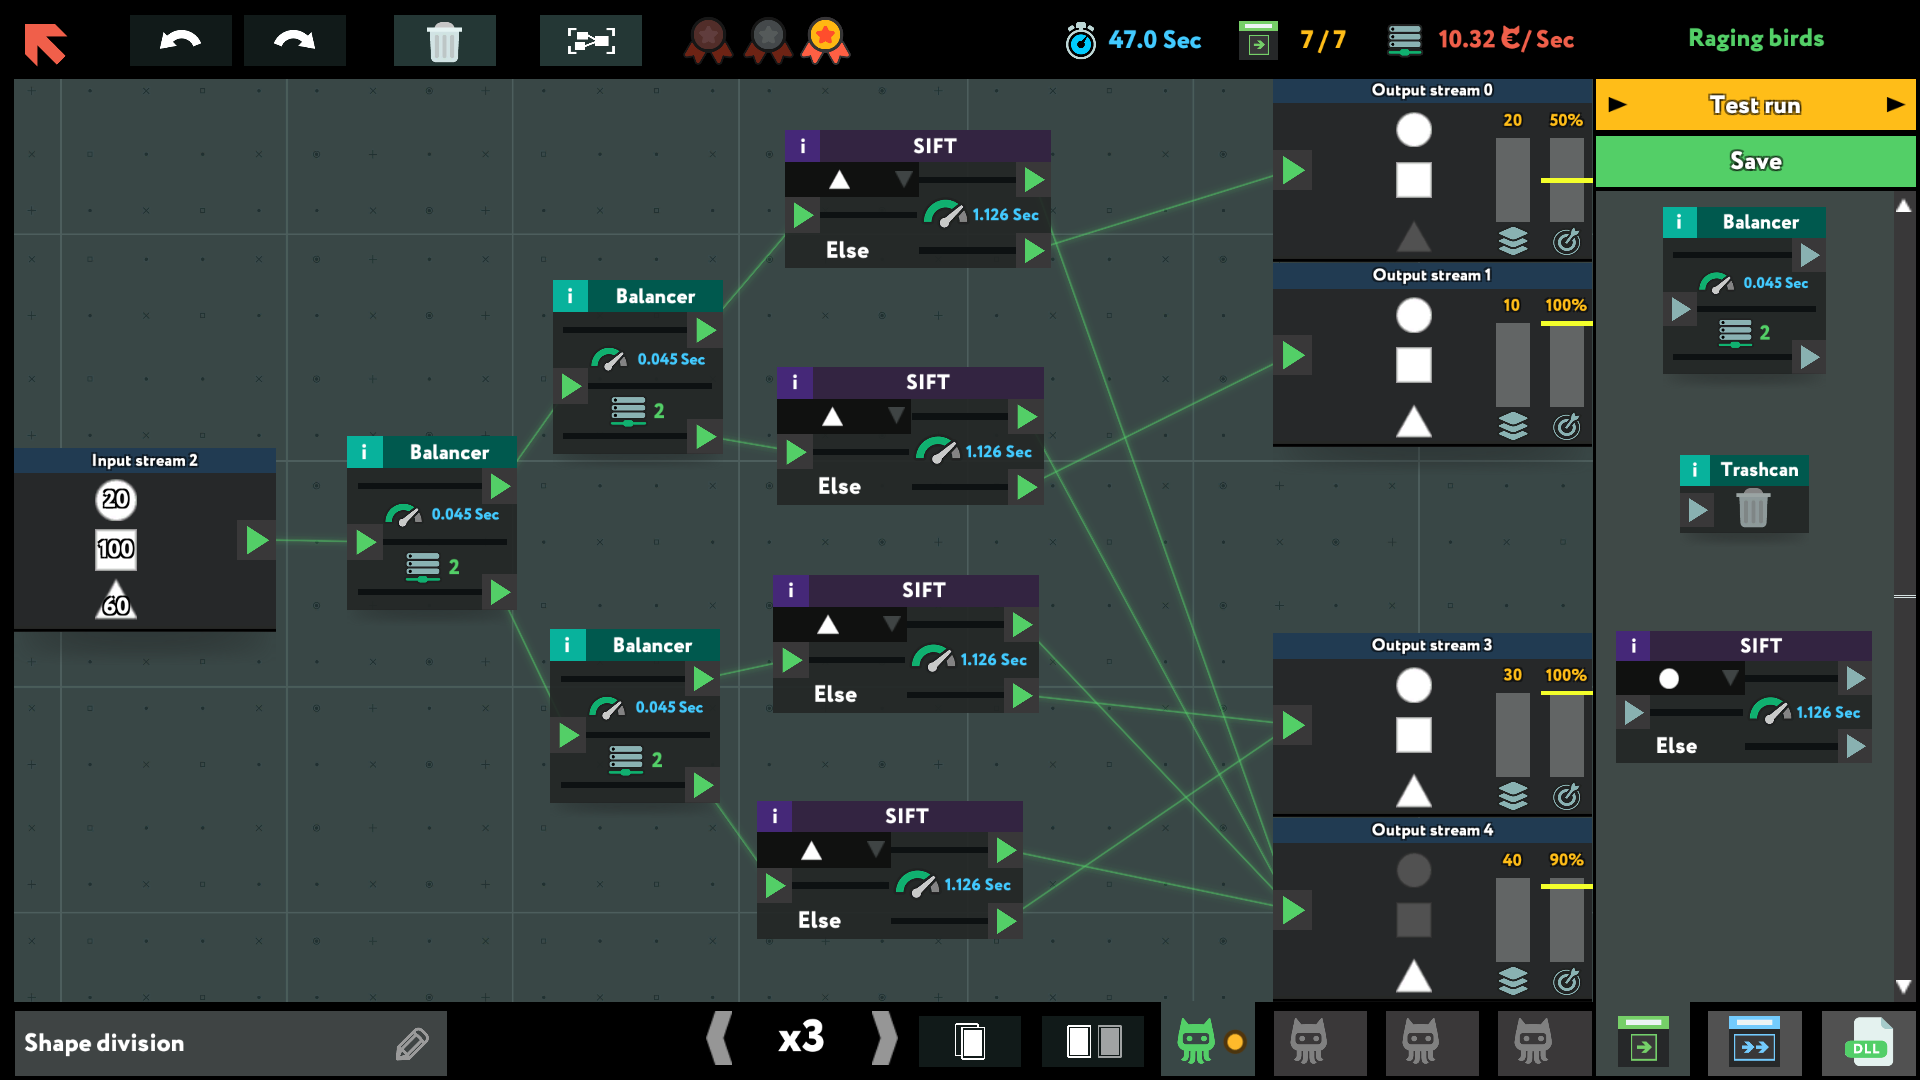 47.0 Sec
7/7
10.32 Є/ Sec
Raging birds
Test run
Save
Output stream 0
20 50%
Output stream 1
10 100%
Output stream 3
30 100%
Output stream 4
40 90%
i SIFT
1.126 Sec
Else
i SIFT
1.126 Sec
Else
i SIFT
1.126 Sec
Else
i SIFT
1.126 Sec
Else
i Balancer
0.045 Sec
2
i Balancer
0.045 Sec
2
i Balancer
0.045 Sec
2
Input stream 2
20
100
60
i Balancer
0.045 Sec
2
i Trashcan
i SIFT
1.126 Sec
Else
Shape division
x3
DLL